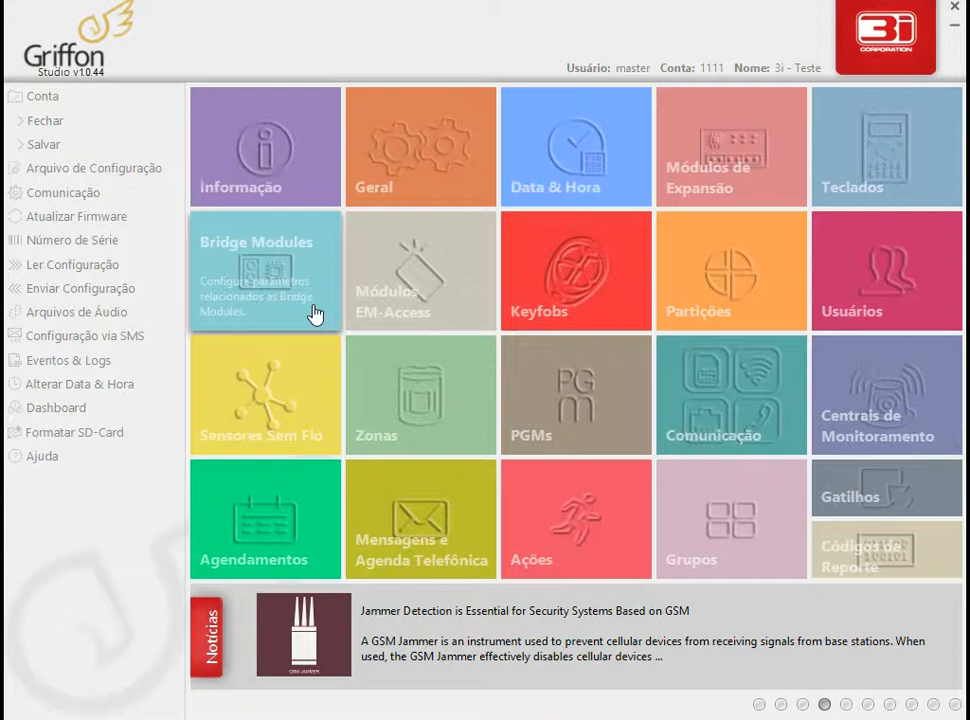 Griffon
Studio v1.0.44
Usuário: master Conta: 1111 Nome: 3i - Teste
3i
CORPORATION
Conta
Fechar
Salvar
Arquivo de Configuração
Comunicação
Atualizar Firmware
Número de Série
Ler Configuração
Enviar Configuração
Arquivos de Áudio
Configuração via SMS
Eventos & Logs
Alterar Data & Hora
Dashboard
Formatar SD-Card
Ajuda
Informação
Geral
Data & Hora
Módulos de
Expansão
Teclados
Bridge Modules
Configure parâmetros
relacionados as Bridge
Modules.
Módulos
EM-Access
Keyfobs
Partições
Usuários
Sensores Sem Fio
Zonas
PGM
PGMs
Comunicação
Centrais de
Monitoramento
Agendamentos
Mensagens e
Agenda Telefônica
Ações
Grupos
Gatilhos
Códigos de
Reporte
Notícias
GSM JAMMER
Jammer Detection is Essential for Security Systems Based on GSM
A GSM Jammer is an instrument used to prevent cellular devices from receiving signals from base stations. When
used, the GSM Jammer effectively disables cellular devices ...